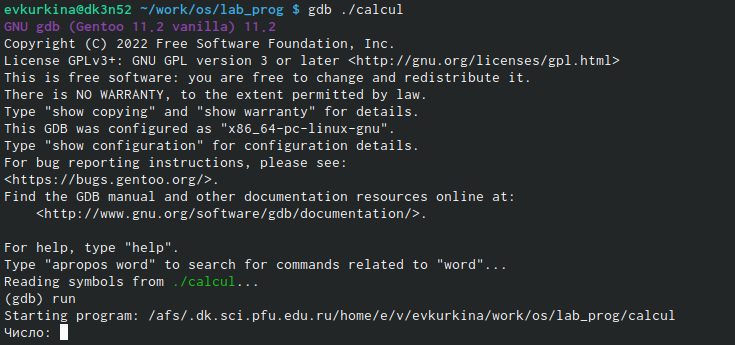 evkurkina@dk3n52 ~/work/os/lab_prog $ gdb ./calcul
GNU gdb (Gentoo 11.2 vanilla) 11.2
Copyright (C) 2022 Free Software Foundation, Inc.
License GPLv3+: GNU GPL version 3 or later <http://gnu.org/licenses/gpl.html>
This is free software: you are free to change and redistribute it.
There is NO WARRANTY, to the extent permitted by law.
Type "show copying" and "show warranty" for details.
This GDB was configured as "x86_64-pc-linux-gnu".
Type "show configuration" for configuration details.
For bug reporting instructions, please see:
<https://bugs.gentoo.org/>.
Find the GDB manual and other documentation resources online at:
    <http://www.gnu.org/software/gdb/documentation/>.

For help, type "help".
Type "apropos word" to search for commands related to "word"...
Reading symbols from ./calcul...
(gdb) run
Starting program: /afs/.dk.sci.pfu.edu.ru/home/e/v/evkurkina/work/os/lab_prog/calcul
Число: